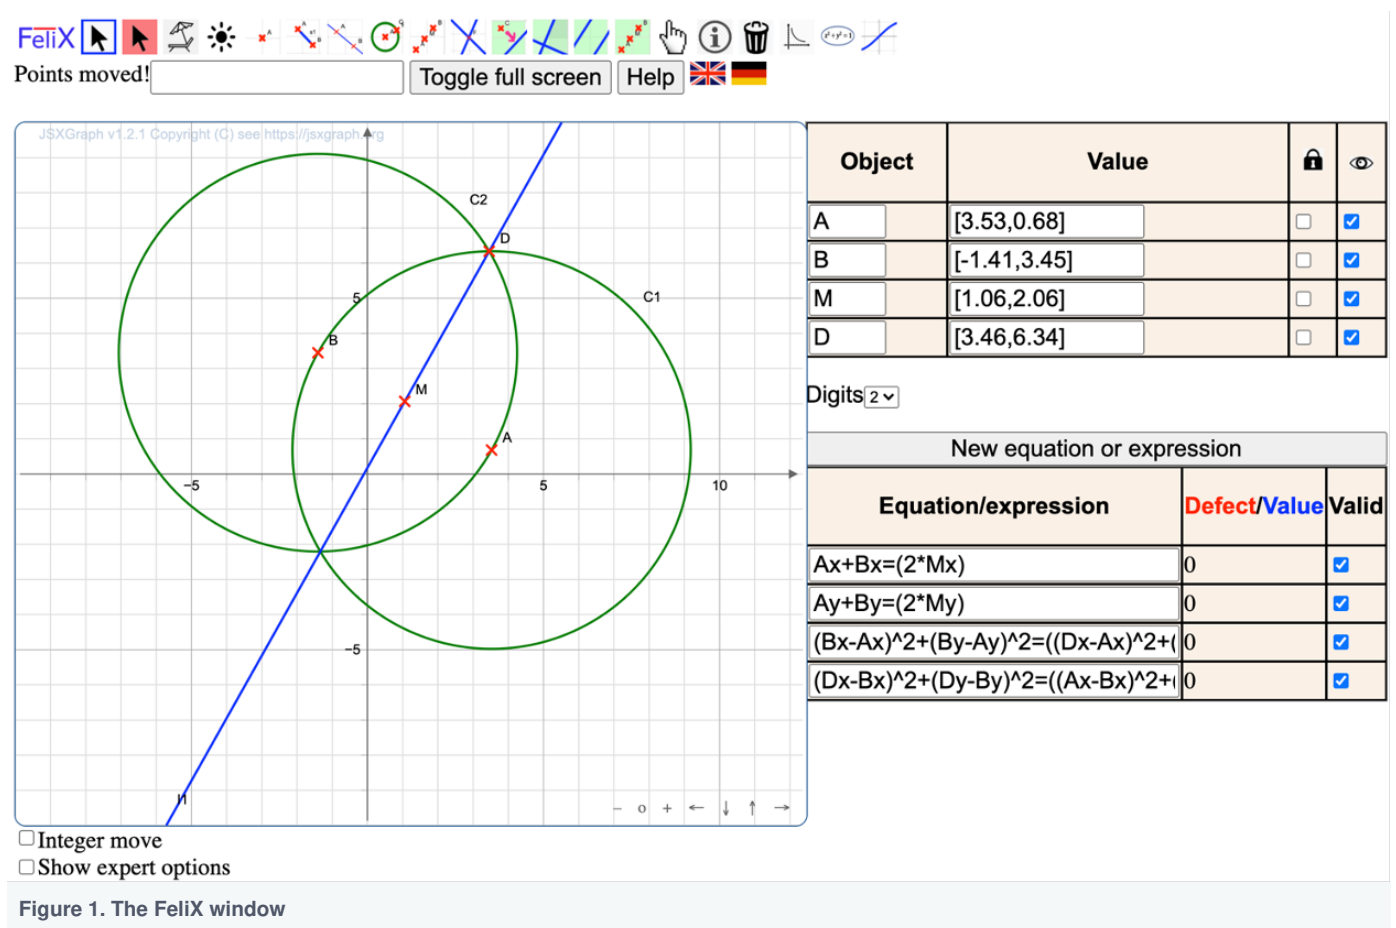 FeliX
Points moved! Toggle full screen Help
JSXGraph v1.2.1 Copyright (C) see https://jsxgraph.org
C2
D
C1
5
B
M
A
−5 5 10
−5
l1
− o + ← ↓ ↑ →
Integer move
Show expert options
Object Value
A [3.53,0.68]
B [-1.41,3.45]
M [1.06,2.06]
D [3.46,6.34]
Digits 2
New equation or expression
Equation/expression Defect/Value Valid
Ax+Bx=(2*Mx) 0
Ay+By=(2*My) 0
(Bx-Ax)^2+(By-Ay)^2=((Dx-Ax)^2+( 0
(Dx-Bx)^2+(Dy-By)^2=((Ax-Bx)^2+( 0
Figure 1. The FeliX window